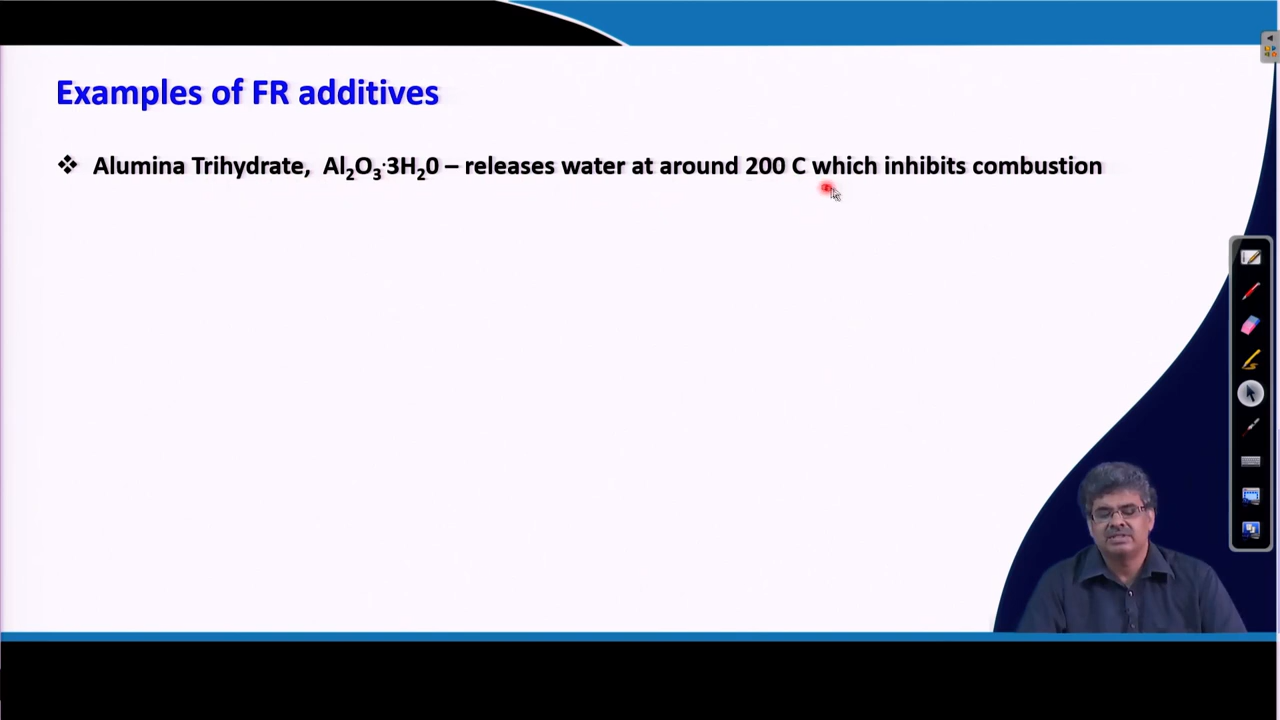 Examples of FR additives
❖ Alumina Trihydrate, Al₂O₃·3H₂0 – releases water at around 200 C which inhibits combustion